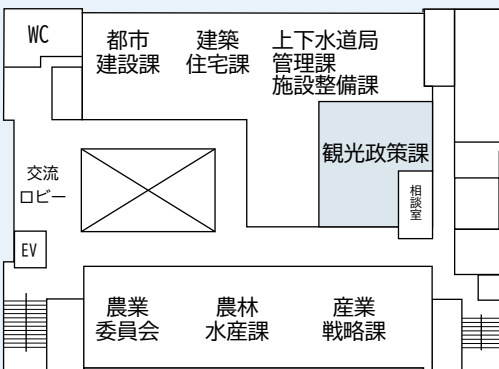 WC
都市
建設課
建築
住宅課
上下水道局
管理課
施設整備課
観光政策課
相談室
交流
ロビー
EV
農業
委員会
農林
水産課
産業
戦略課